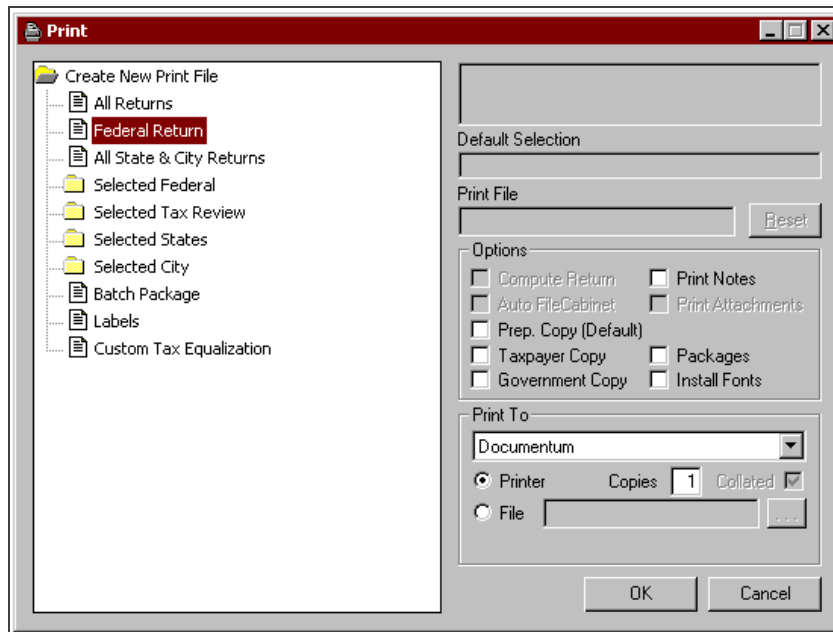 Print
Create New Print File
All Returns
Federal Return
All State & City Returns
Selected Federal
Selected Tax Review
Selected States
Selected City
Batch Package
Labels
Custom Tax Equalization
Default Selection
Print File
Reset
Options
Compute Return Print Notes
Auto FileCabinet Print Attachments
Prep. Copy (Default)
Taxpayer Copy Packages
Government Copy Install Fonts
Print To
Documentum
Printer Copies 1 Collated
File ...
OK Cancel